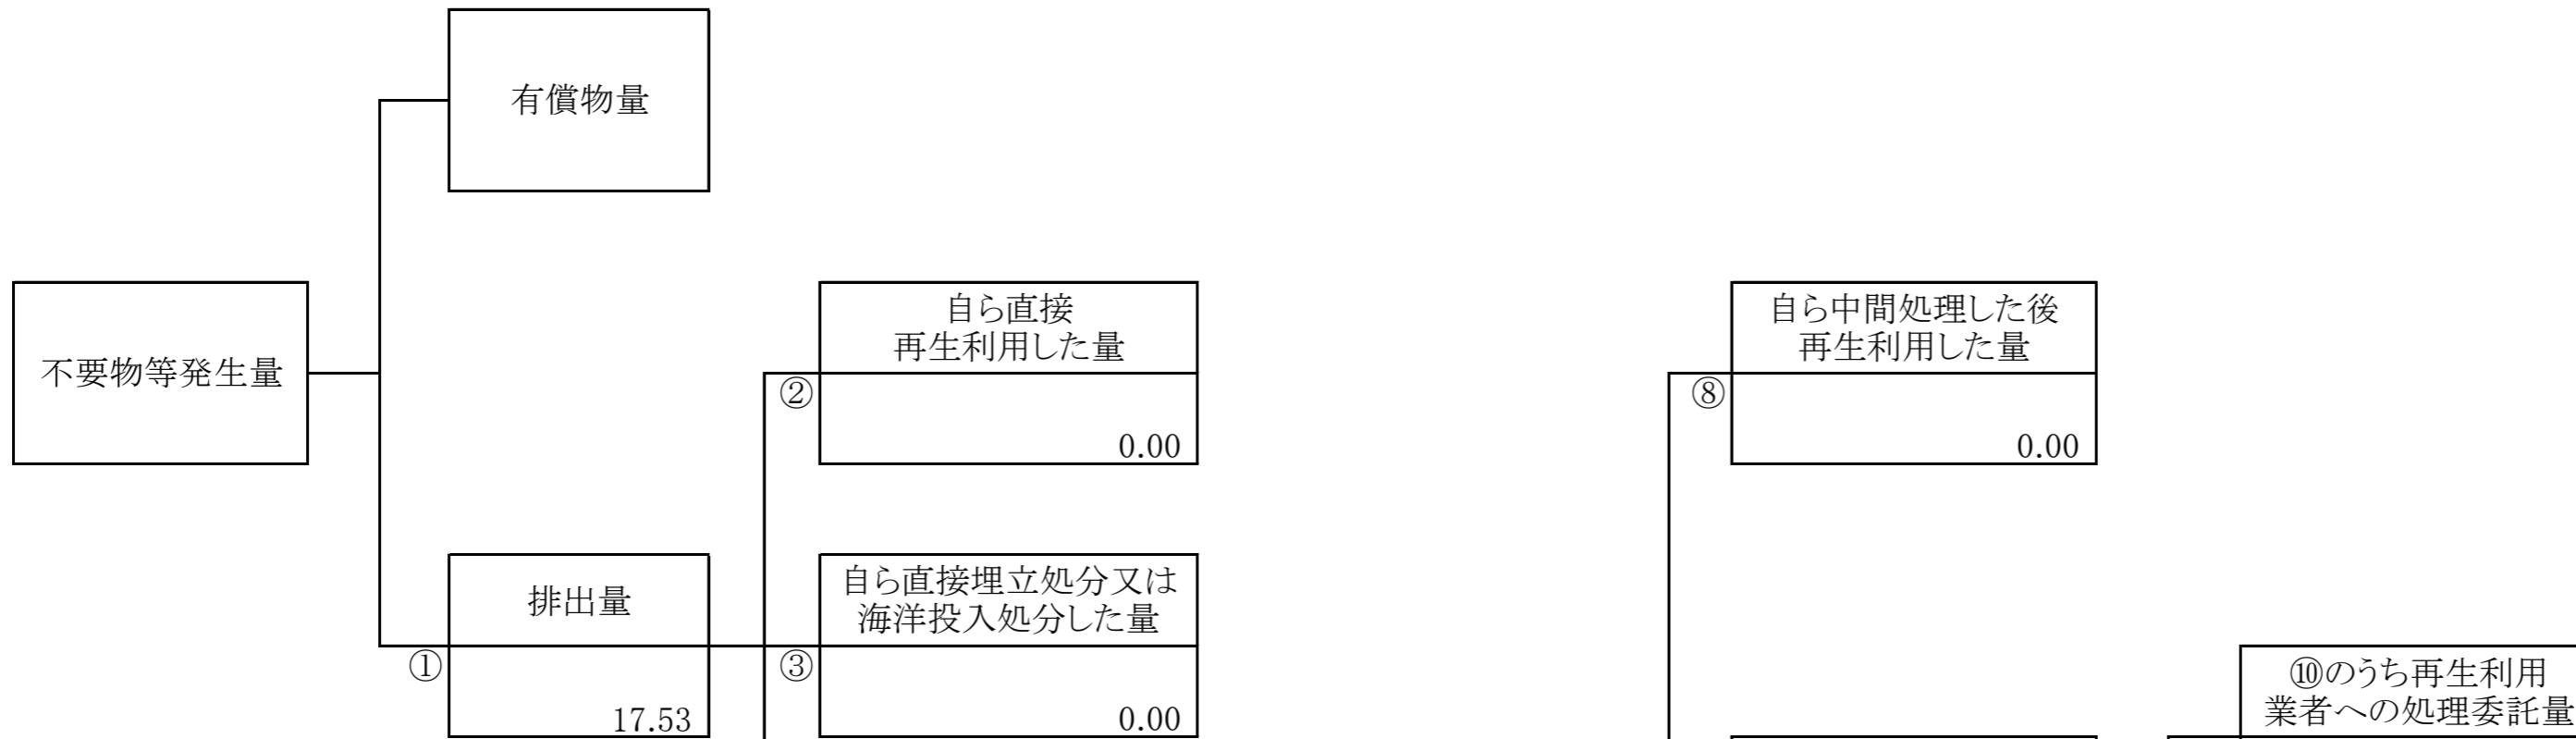 有償物量
不要物等発生量
自ら直接
再生利用した量
②
0.00
自ら中間処理した後
再生利用した量
⑧
0.00
排出量
①
17.53
自ら直接埋立処分又は
海洋投入処分した量
③
0.00
⑩のうち再生利用
業者への処理委託量